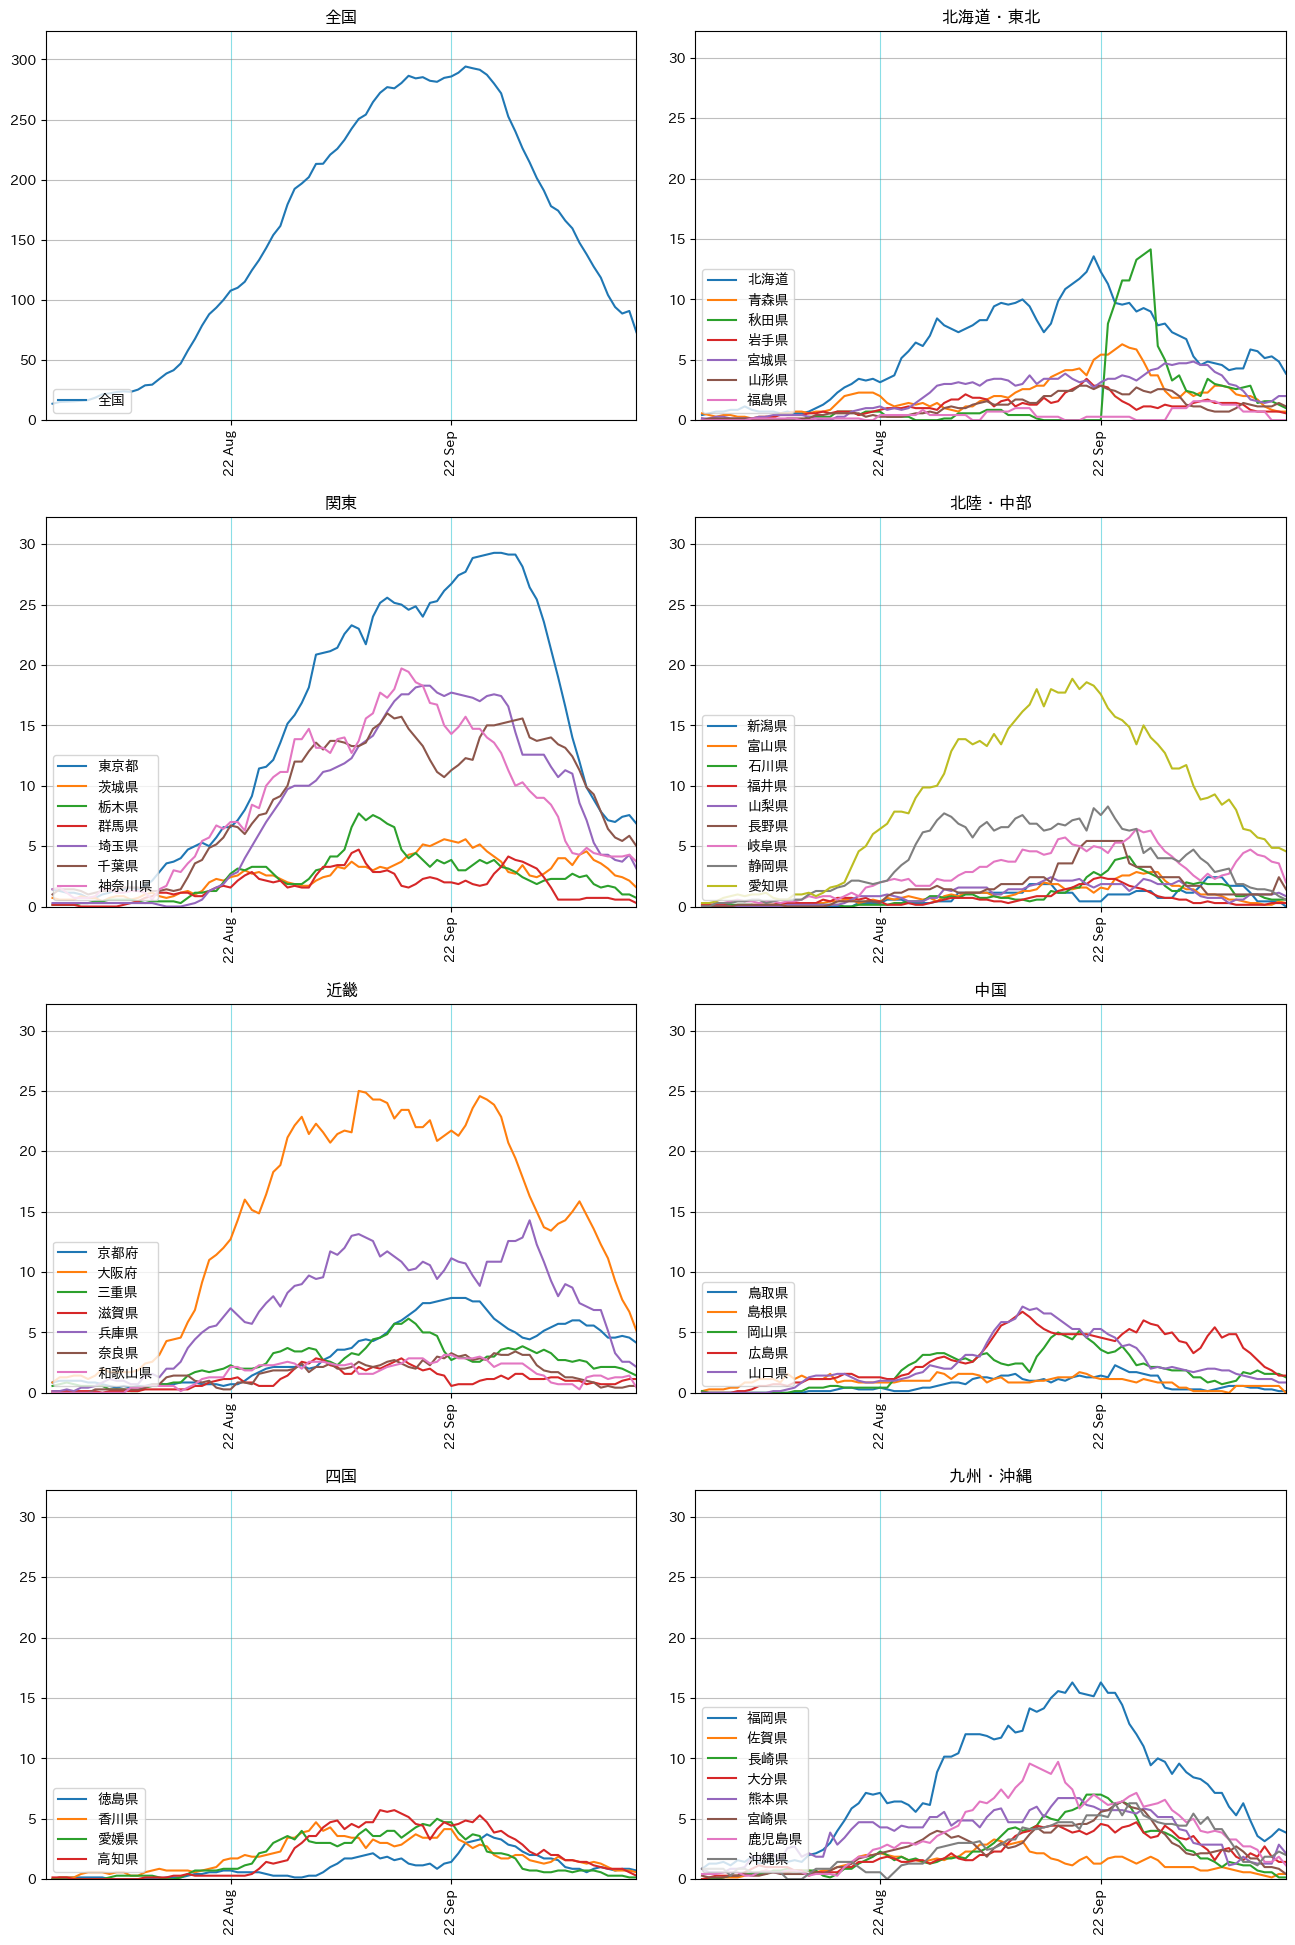 全国
300
250
200
150
100
50
0
全国
22 Aug
22 Sep
北海道・東北
30
25
20
15
10
5
0
北海道
青森県
秋田県
岩手県
宮城県
山形県
福島県
22 Aug
22 Sep
関東
30
25
20
15
10
5
0
東京都
茨城県
栃木県
群馬県
埼玉県
千葉県
神奈川県
22 Aug
22 Sep
北陸・中部
30
25
20
15
10
5
0
新潟県
富山県
石川県
福井県
山梨県
長野県
岐阜県
静岡県
愛知県
22 Aug
22 Sep
近畿
30
25
20
15
10
5
0
京都府
大阪府
三重県
滋賀県
兵庫県
奈良県
和歌山県
22 Aug
22 Sep
中国
30
25
20
15
10
5
0
鳥取県
島根県
岡山県
広島県
山口県
22 Aug
22 Sep
四国
30
25
20
15
10
5
0
徳島県
香川県
愛媛県
高知県
22 Aug
22 Sep
九州・沖縄
30
25
20
15
10
5
0
福岡県
佐賀県
長崎県
大分県
熊本県
宮崎県
鹿児島県
沖縄県
22 Aug
22 Sep